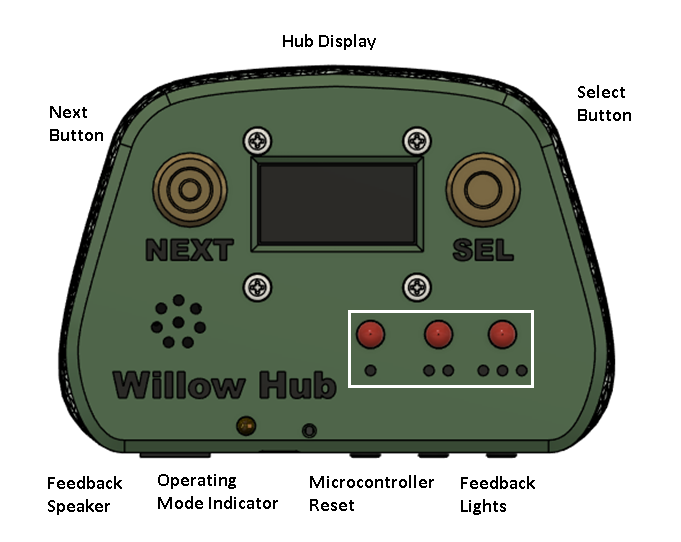 Hub Display
Next
Button
Select
Button
NEXT
SEL
Willow Hub
Feedback
Speaker
Operating
Mode Indicator
Microcontroller
Reset
Feedback
Lights